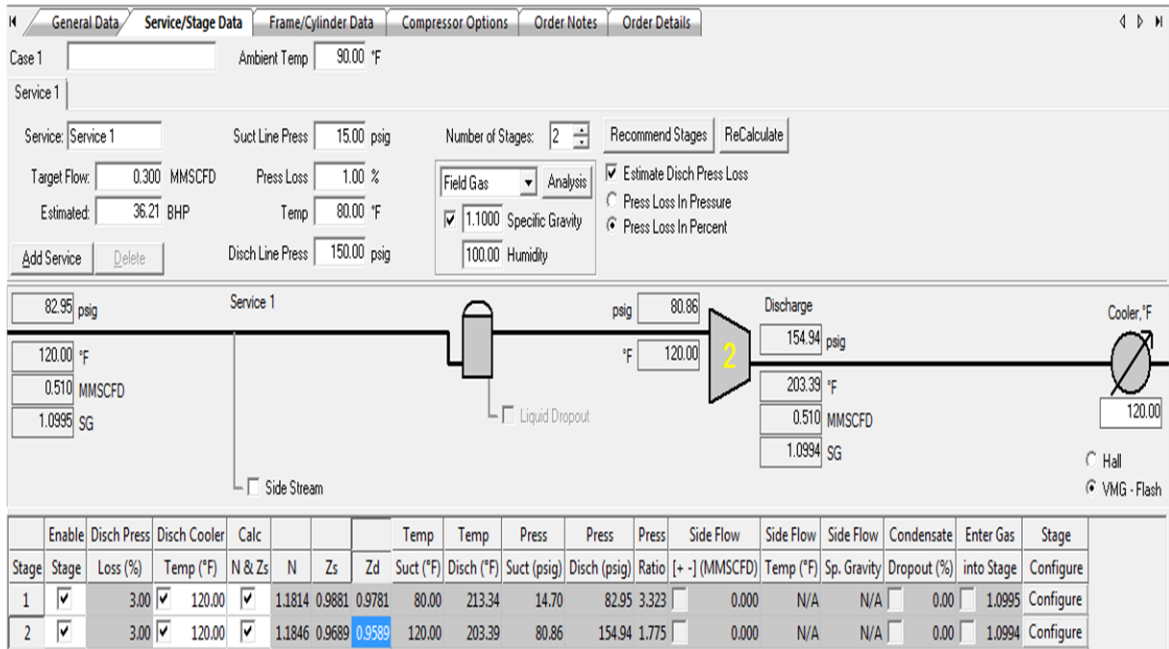 General Data Service/Stage Data Frame/Cylinder Data Compressor Options Order Notes Order Details
Case 1 Ambient Temp 90.00 °F
Service 1
Service: Service 1 Suct Line Press 15.00 psig Number of Stages: 2 Recommend Stages ReCalculate
Target Flow: 0.300 MMSCFD Press Loss 1.00 % Field Gas Analysis Estimate Disch Press Loss
Press Loss In Pressure
Estimated: 36.21 BHP Temp 80.00 °F 1.1000 Specific Gravity Press Loss In Percent
Add Service Delete Disch Line Press 150.00 psig 100.00 Humidity
82.95 psig Service 1 psig 80.86 Discharge Cooler,°F
154.94 psig
120.00 °F °F 120.00 2
203.39 °F
0.510 MMSCFD Liquid Dropout 0.510 MMSCFD 120.00
1.0995 SG 1.0994 SG
Hall
Side Stream VMG - Flash
Enable Disch Press Disch Cooler Calc Temp Temp Press Press Press Side Flow Side Flow Side Flow Condensate Enter Gas Stage
Stage Stage Loss (%) Temp (°F) N & Zs N Zs Zd Suct (°F) Disch (°F) Suct (psig) Disch (psig) Ratio [+ -] (MMSCFD) Temp (°F) Sp. Gravity Dropout (%) into Stage Configure
1 3.00 120.00 1.1814 0.9881 0.9781 80.00 213.34 14.70 82.95 3.323 0.000 N/A N/A 0.00 1.0995 Configure
2 3.00 120.00 1.1846 0.9689 0.9589 120.00 203.39 80.86 154.94 1.775 0.000 N/A N/A 0.00 1.0994 Configure